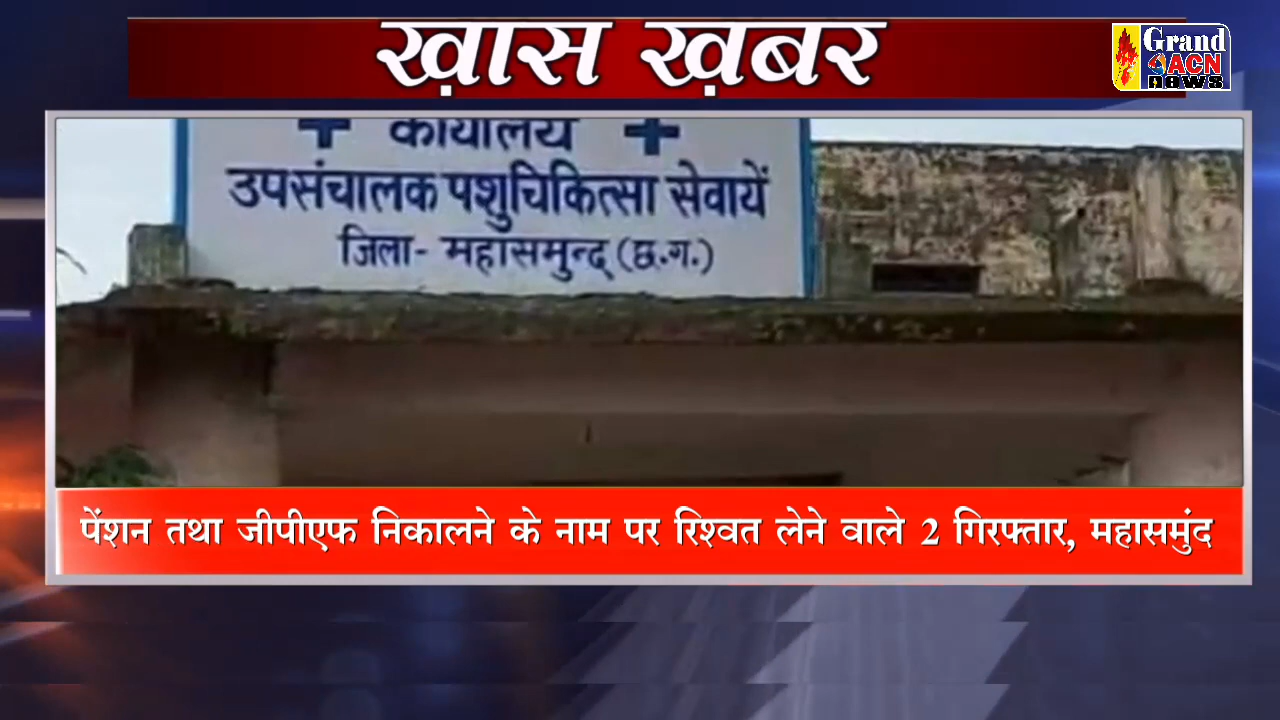 ख़ास ख़बर
Grand
ACN
news
कार्यालय
उपसंचालक पशुचिकित्सा सेवायें
जिला- महासमुन्द (छ.ग.)
पेंशन तथा जीपीएफ निकालने के नाम पर रिश्वत लेने वाले 2 गिरफ्तार, महासमुंद